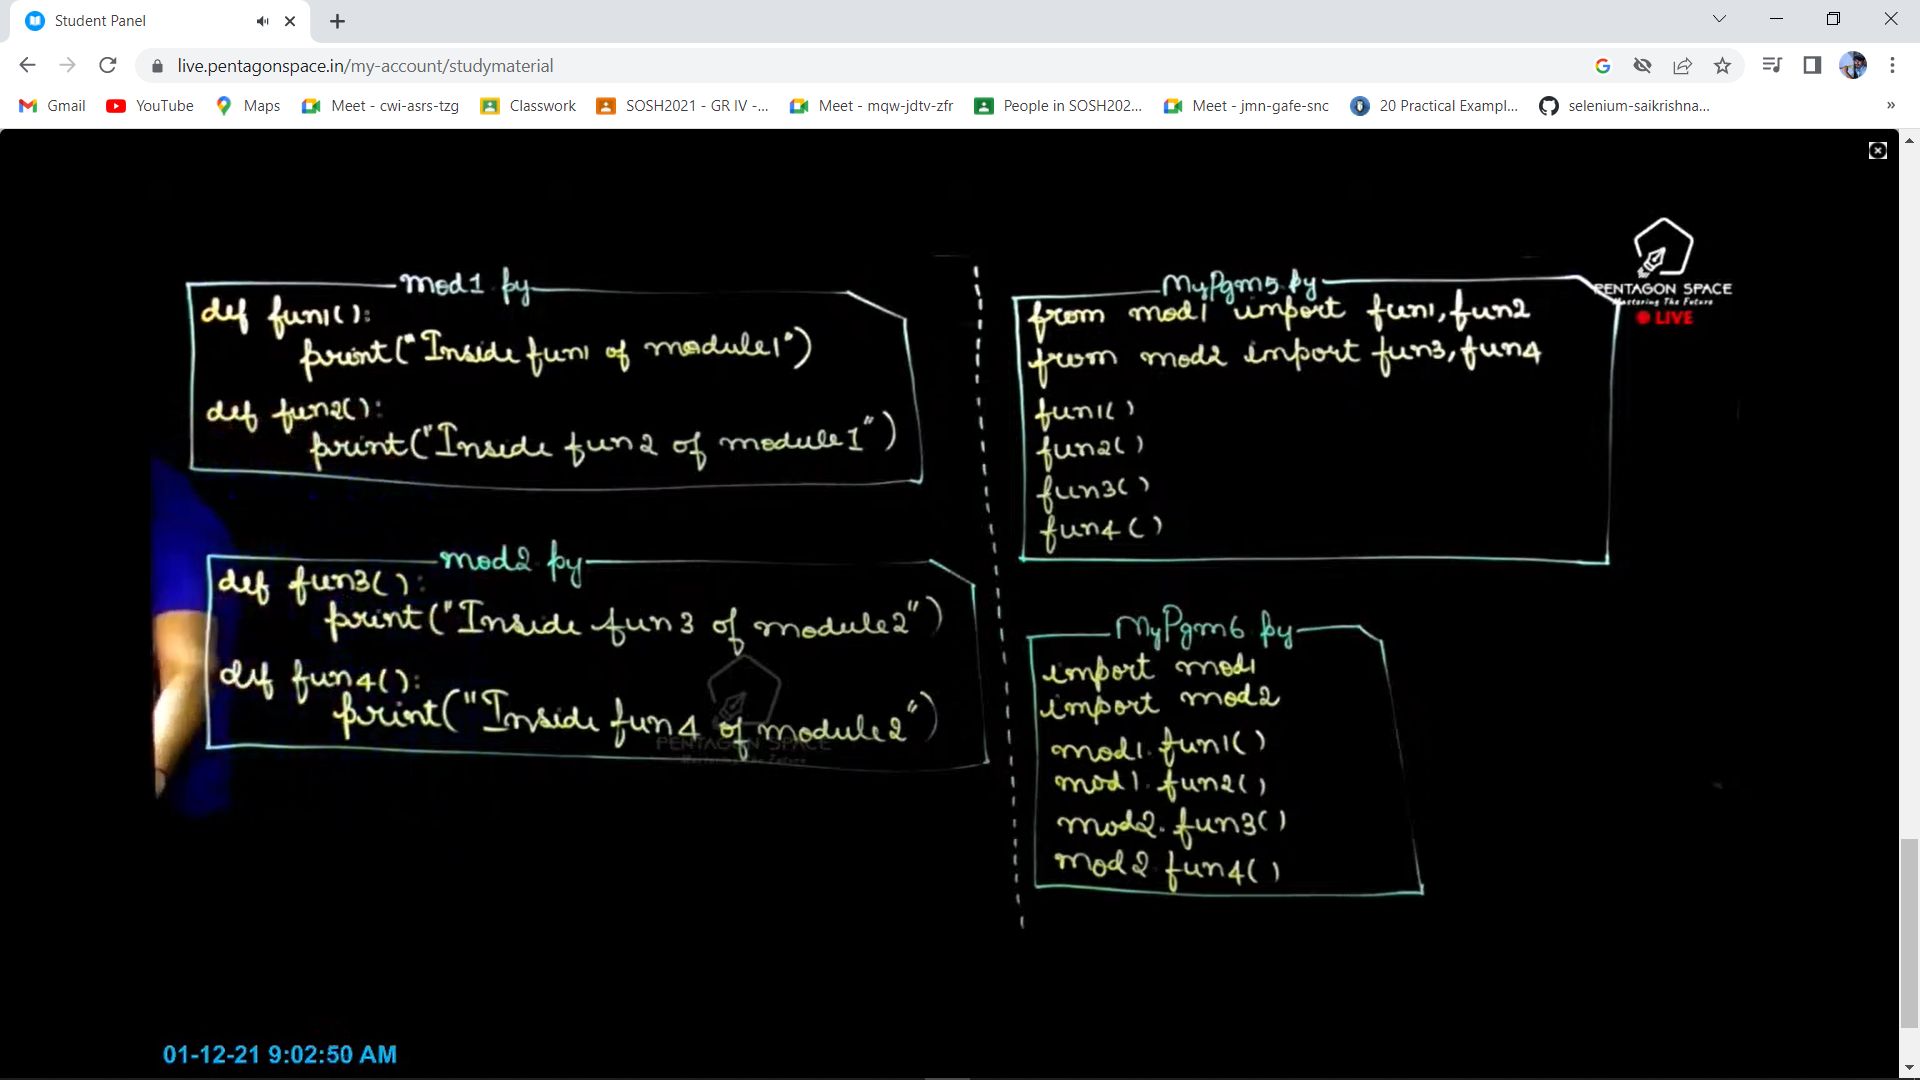 Student Panel
live.pentagonspace.in/my-account/studymaterial
Gmail
YouTube
Maps
Meet - cwi-asrs-tzg
Classwork
SOSH2021 - GR IV -...
Meet - mqw-jdtv-zfr
People in SOSH202...
Meet - jmn-gafe-snc
20 Practical Exampl...
selenium-saikrishna...
»
mod1.py
def fun1():
print("Inside fun1 of module1")
def fun2():
print("Inside fun2 of module1")
mod2.py
def fun3():
print("Inside fun3 of module2")
def fun4():
print("Inside fun4 of module2")
PENTAGON SPACE
Mastering The Future
MyPgm5.py
from mod1 import fun1,fun2
from mod2 import fun3,fun4
fun1()
fun2()
fun3()
fun4()
PENTAGON SPACE
Mastering The Future
LIVE
MyPgm6.py
import mod1
import mod2
mod1.fun1()
mod1.fun2()
mod2.fun3()
mod2.fun4()
01-12-21 9:02:50 AM